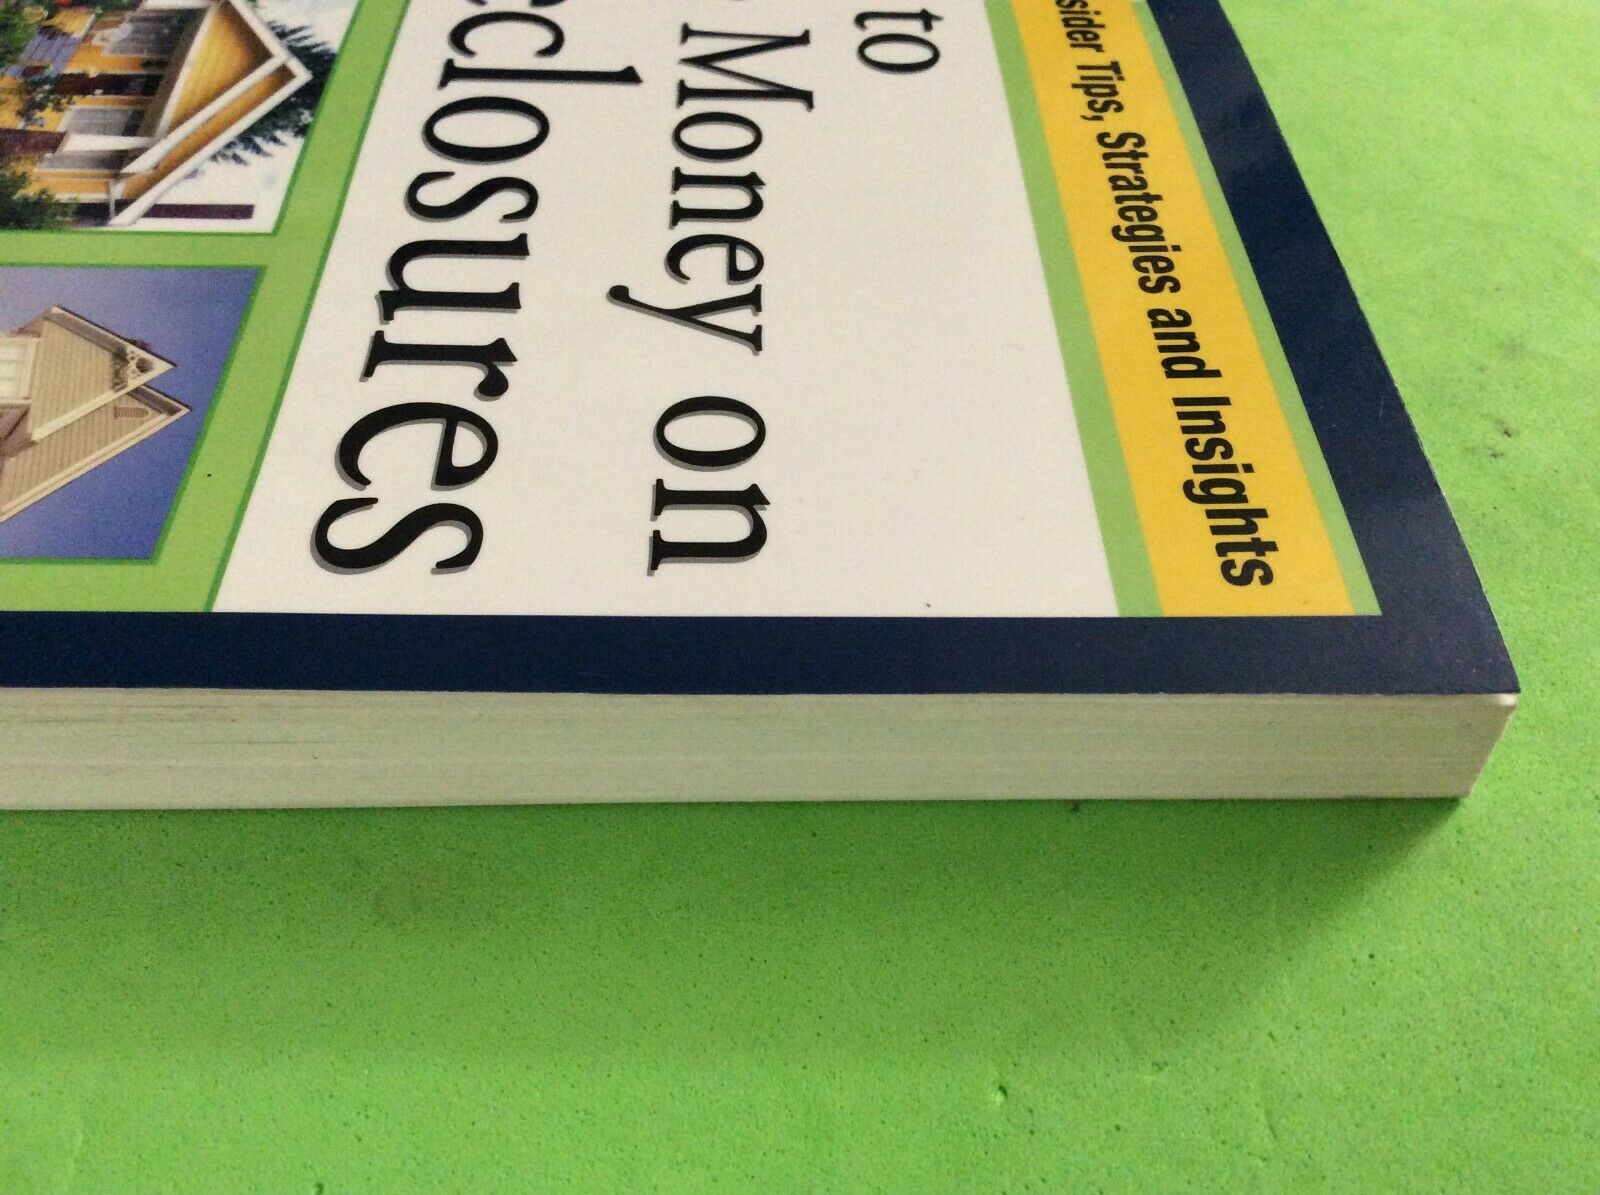 sider Tips, Strategies and Insights
to
Money on
closures